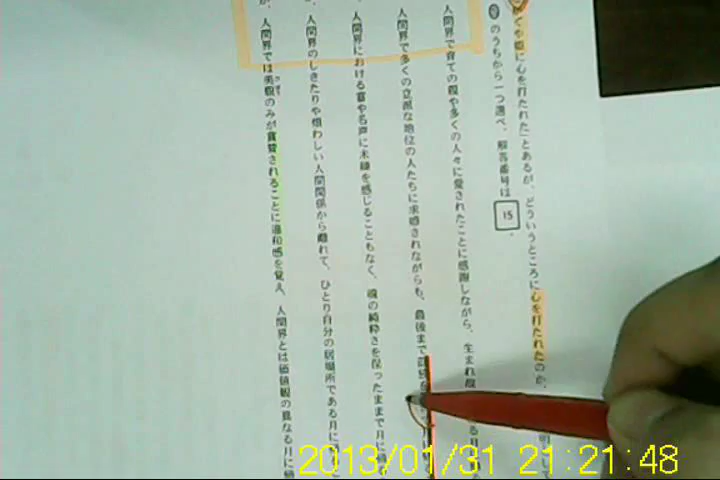 くや姫に心を打たれた」とあるが、どういうところに心を打たれたのか。
のうちから一つ選べ。解答番号は 15 。
人間界で育ての親や多くの人々に愛されたことに感謝しながら、生まれ故
人間界で多くの立派な地位の人たちに求婚されながらも、最後まで
人間界における富や名声に未練を感じることもなく、魂の純粋さを保ったままで月に
人間界のしきたりや煩わしい人間関係から離れて、ひとり自分の居場所である月に
人間界では美貌のみが賞賛されることに違和感を覚え、人間界とは価値観の異なる月に
2013/01/31 21:21:48